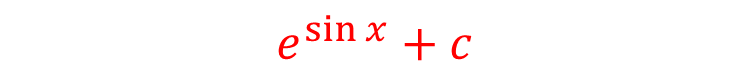 e^{\sin x} + c